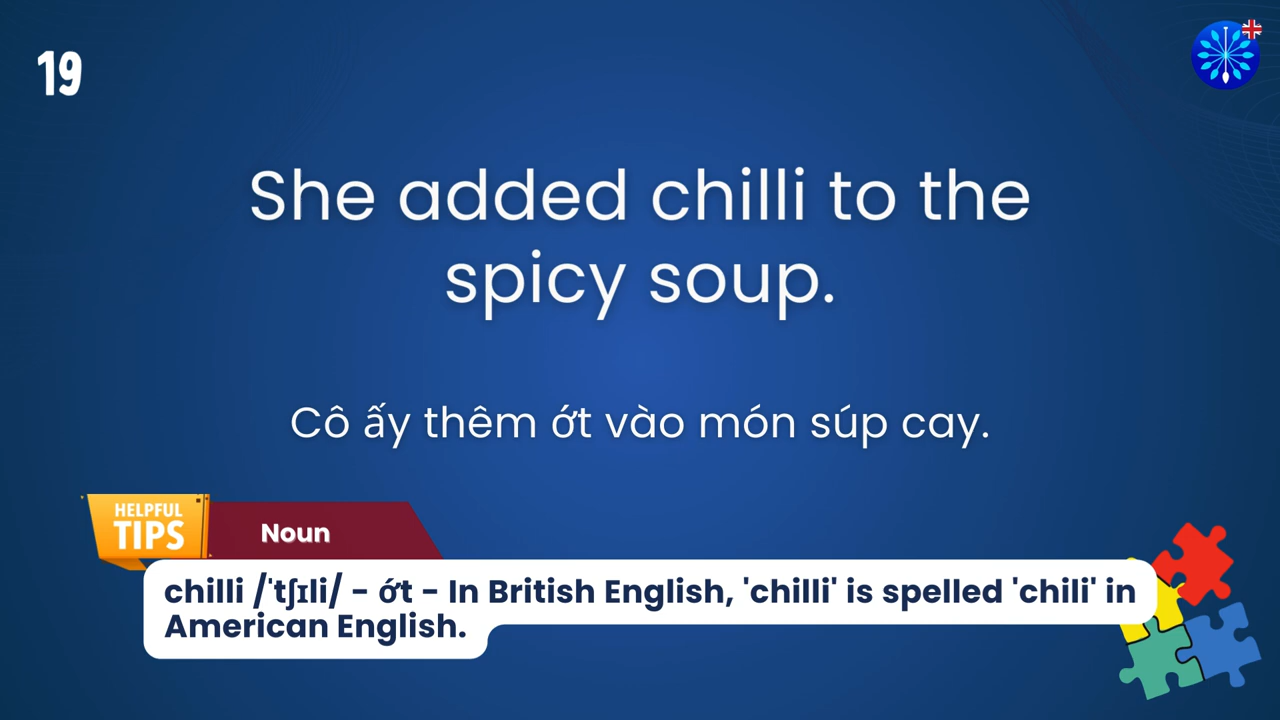 19
She added chilli to the
spicy soup.
Cô ấy thêm ớt vào món súp cay.
HELPFUL
TIPS
Noun
chilli /ˈtʃɪli/ - ớt - In British English, 'chilli' is spelled 'chili' in
American English.